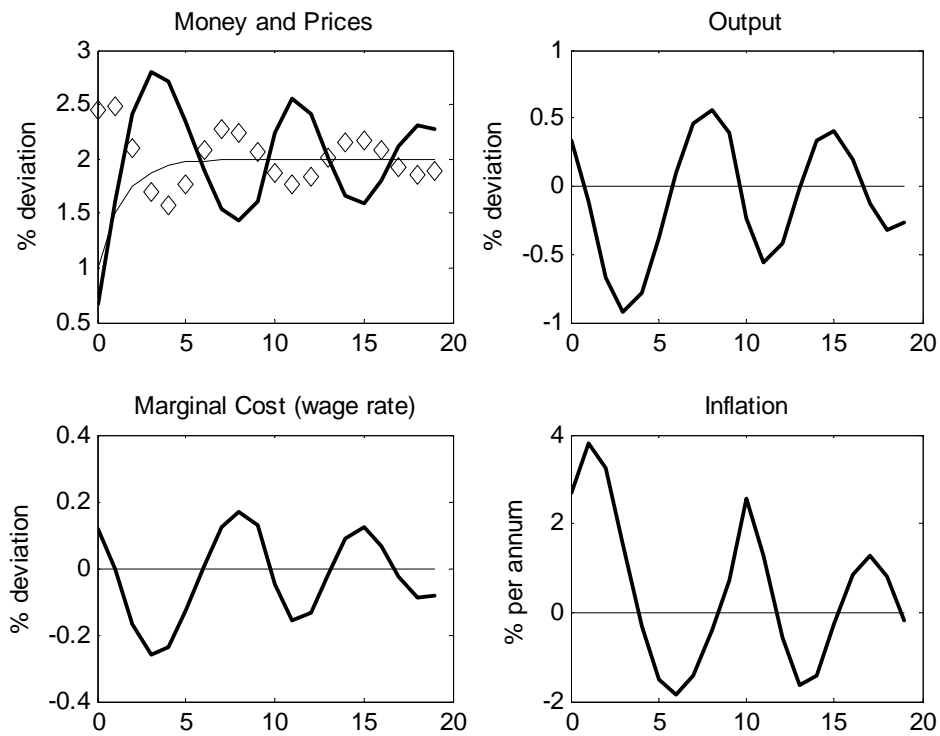 Money and Prices
% deviation
3
2.5
2
1.5
1
0.5
0 5 10 15 20
Output
% deviation
1
0.5
0
-0.5
-1
0 5 10 15 20
Marginal Cost (wage rate)
% deviation
0.4
0.2
0
-0.2
-0.4
0 5 10 15 20
Inflation
% per annum
4
2
0
-2
0 5 10 15 20